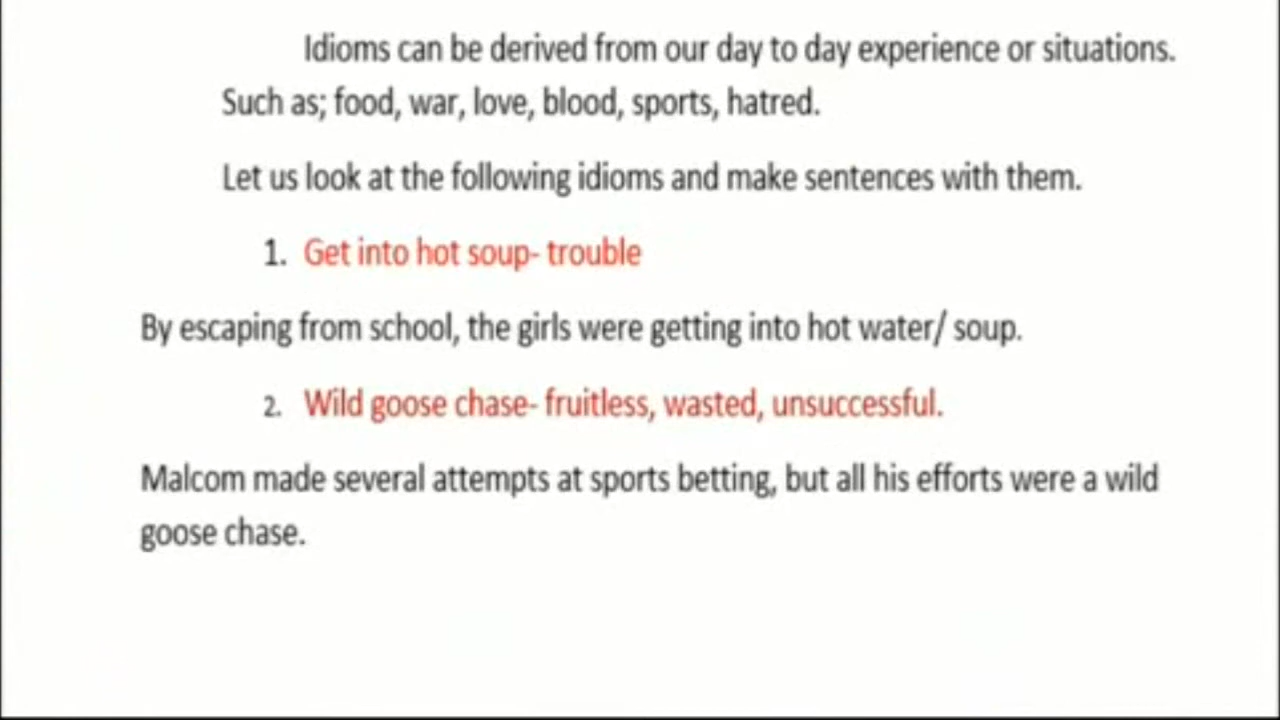 Idioms can be derived from our day to day experience or situations.
Such as; food, war, love, blood, sports, hatred.
Let us look at the following idioms and make sentences with them.
1. Get into hot soup- trouble
By escaping from school, the girls were getting into hot water/ soup.
2. Wild goose chase- fruitless, wasted, unsuccessful.
Malcom made several attempts at sports betting, but all his efforts were a wild
goose chase.